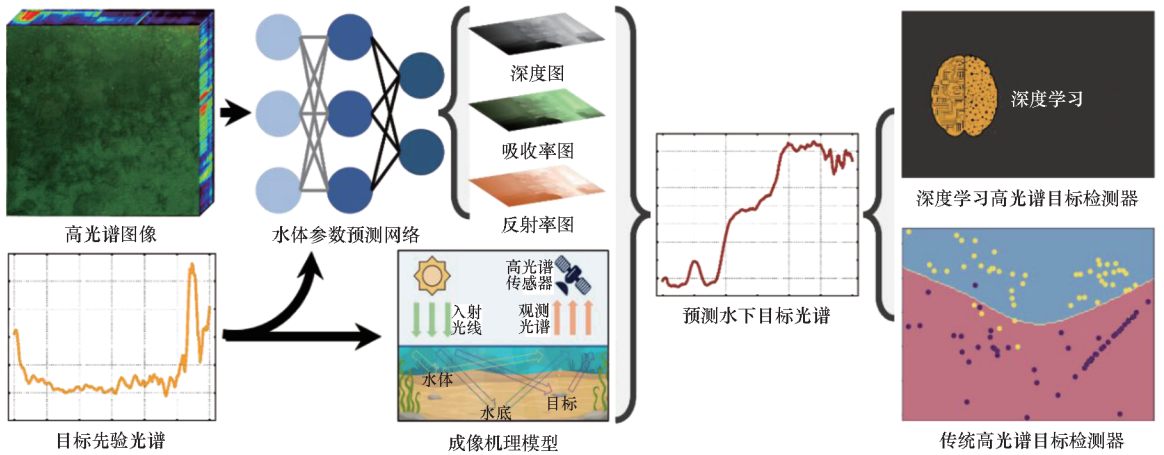 高光谱图像
水体参数预测网络
深度图
吸收率图
反射率图
目标先验光谱
高光谱
传感器
入射
光线
观测
光谱
水体
水底
目标
成像机理模型
预测水下目标光谱
深度学习
深度学习高光谱目标检测器
传统高光谱目标检测器